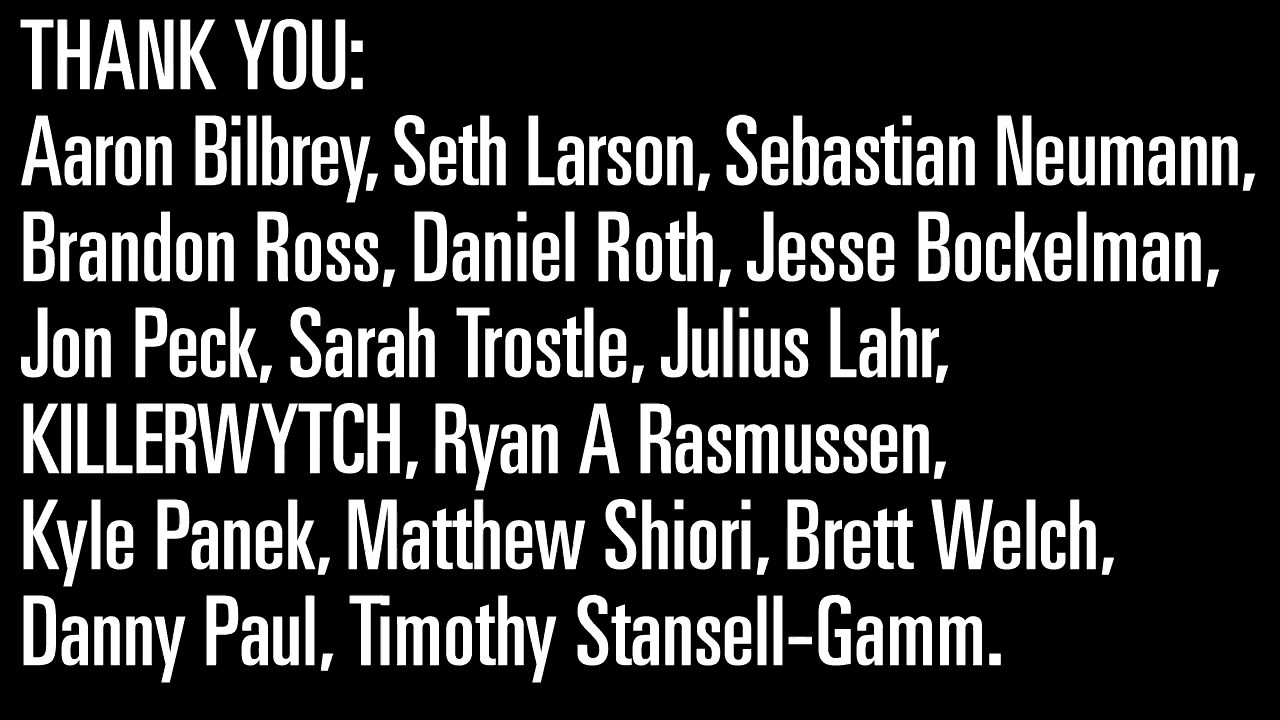 THANK YOU:
Aaron Bilbrey, Seth Larson, Sebastian Neumann,
Brandon Ross, Daniel Roth, Jesse Bockelman,
Jon Peck, Sarah Trostle, Julius Lahr,
KILLERWYTCH, Ryan A Rasmussen,
Kyle Panek, Matthew Shiori, Brett Welch,
Danny Paul, Timothy Stansell-Gamm.